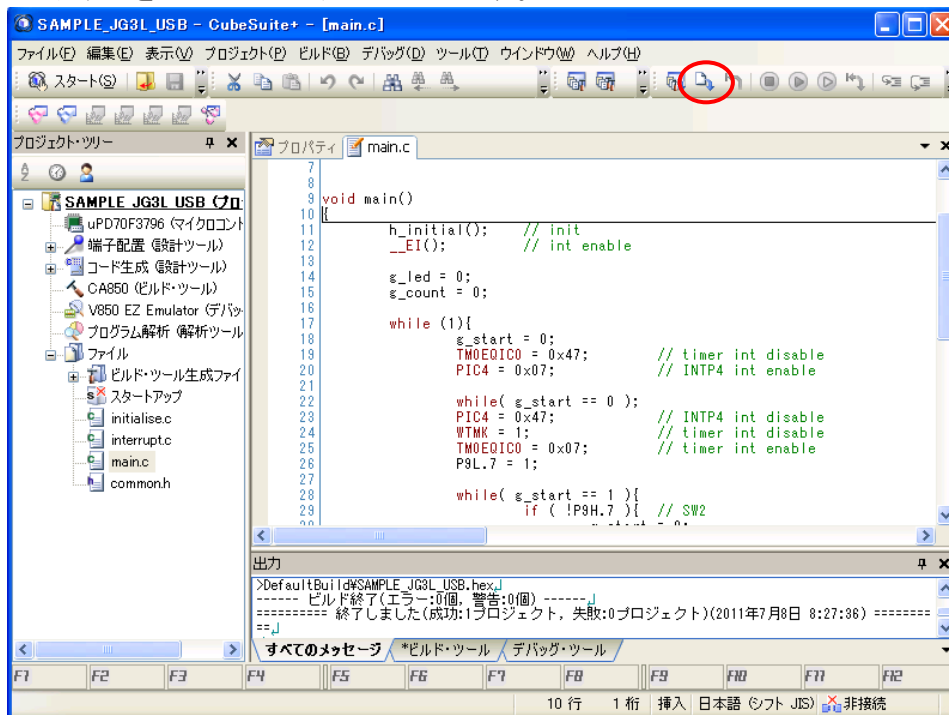 SAMPLE_JG3L_USB - CubeSuite+ - [main.c]
ファイル(F) 編集(E) 表示(V) プロジェクト(P) ビルド(B) デバッグ(D) ツール(T) ウインドウ(W) ヘルプ(H)
スタート(S)
プロジェクト・ツリー
プロパティ main.c
SAMPLE_JG3L_USB (プロ
uPD70F3796 (マイクロコント
端子配置 (設計ツール)
コード生成 (設計ツール)
CA850 (ビルド・ツール)
V850 EZ Emulator (デバッ
プログラム解析 (解析ツール
ファイル
ビルド・ツール生成ファイ
スタートアップ
initialise.c
interrupt.c
main.c
common.h
7
8
9 void main()
10 {
11 h_initial(); // init
12 __EI(); // int enable
13
14 g_led = 0;
15 g_count = 0;
16
17 while (1){
18 g_start = 0;
19 TM0EQIC0 = 0x47; // timer int disable
20 PIC4 = 0x07; // INTP4 int enable
21
22 while( g_start == 0 );
23 PIC4 = 0x47; // INTP4 int disable
24 WTMK = 1; // timer int disable
25 TM0EQIC0 = 0x07; // timer int enable
26 P9L.7 = 1;
27
28 while( g_start == 1 ){
29 if ( !P9H.7 ){ // SW2
出力
>DefaultBuild¥SAMPLE_JG3L_USB.hex↲
------ ビルド終了(エラー:0個, 警告:0個) ------↲
========== 終了しました(成功:1プロジェクト, 失敗:0プロジェクト)(2011年7月8日 8:27:36) ========
==↲
すべてのメッセージ *ビルド・ツール デバッグ・ツール
F1 F2 F3 F4 F5 F6 F7 F8 F9 F10 F11 F12
10 行 1 桁 挿入 日本語 (シフト JIS) 非接続